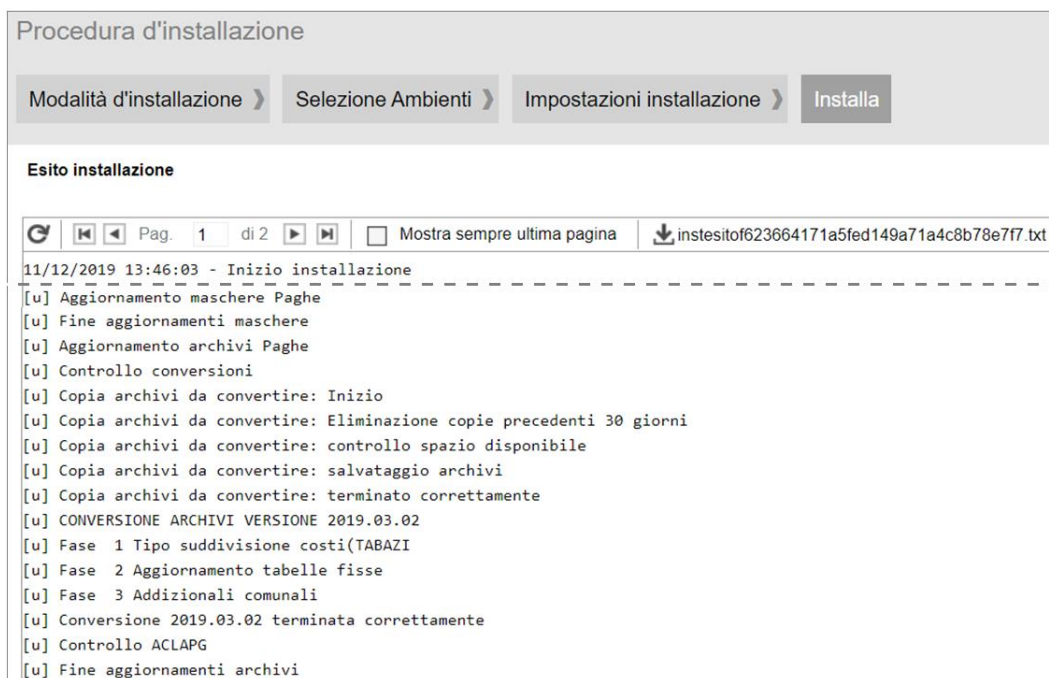 Procedura d'installazione
Modalità d'installazione ❱ Selezione Ambienti ❱ Impostazioni installazione ❱ Installa
Esito installazione
Pag. 1 di 2 Mostra sempre ultima pagina instesitof623664171a5fed149a71a4c8b78e7f7.txt
11/12/2019 13:46:03 - Inizio installazione
[u] Aggiornamento maschere Paghe
[u] Fine aggiornamenti maschere
[u] Aggiornamento archivi Paghe
[u] Controllo conversioni
[u] Copia archivi da convertire: Inizio
[u] Copia archivi da convertire: Eliminazione copie precedenti 30 giorni
[u] Copia archivi da convertire: controllo spazio disponibile
[u] Copia archivi da convertire: salvataggio archivi
[u] Copia archivi da convertire: terminato correttamente
[u] CONVERSIONE ARCHIVI VERSIONE 2019.03.02
[u] Fase  1 Tipo suddivisione costi(TABAZI
[u] Fase  2 Aggiornamento tabelle fisse
[u] Fase  3 Addizionali comunali
[u] Conversione 2019.03.02 terminata correttamente
[u] Controllo ACLAPG
[u] Fine aggiornamenti archivi